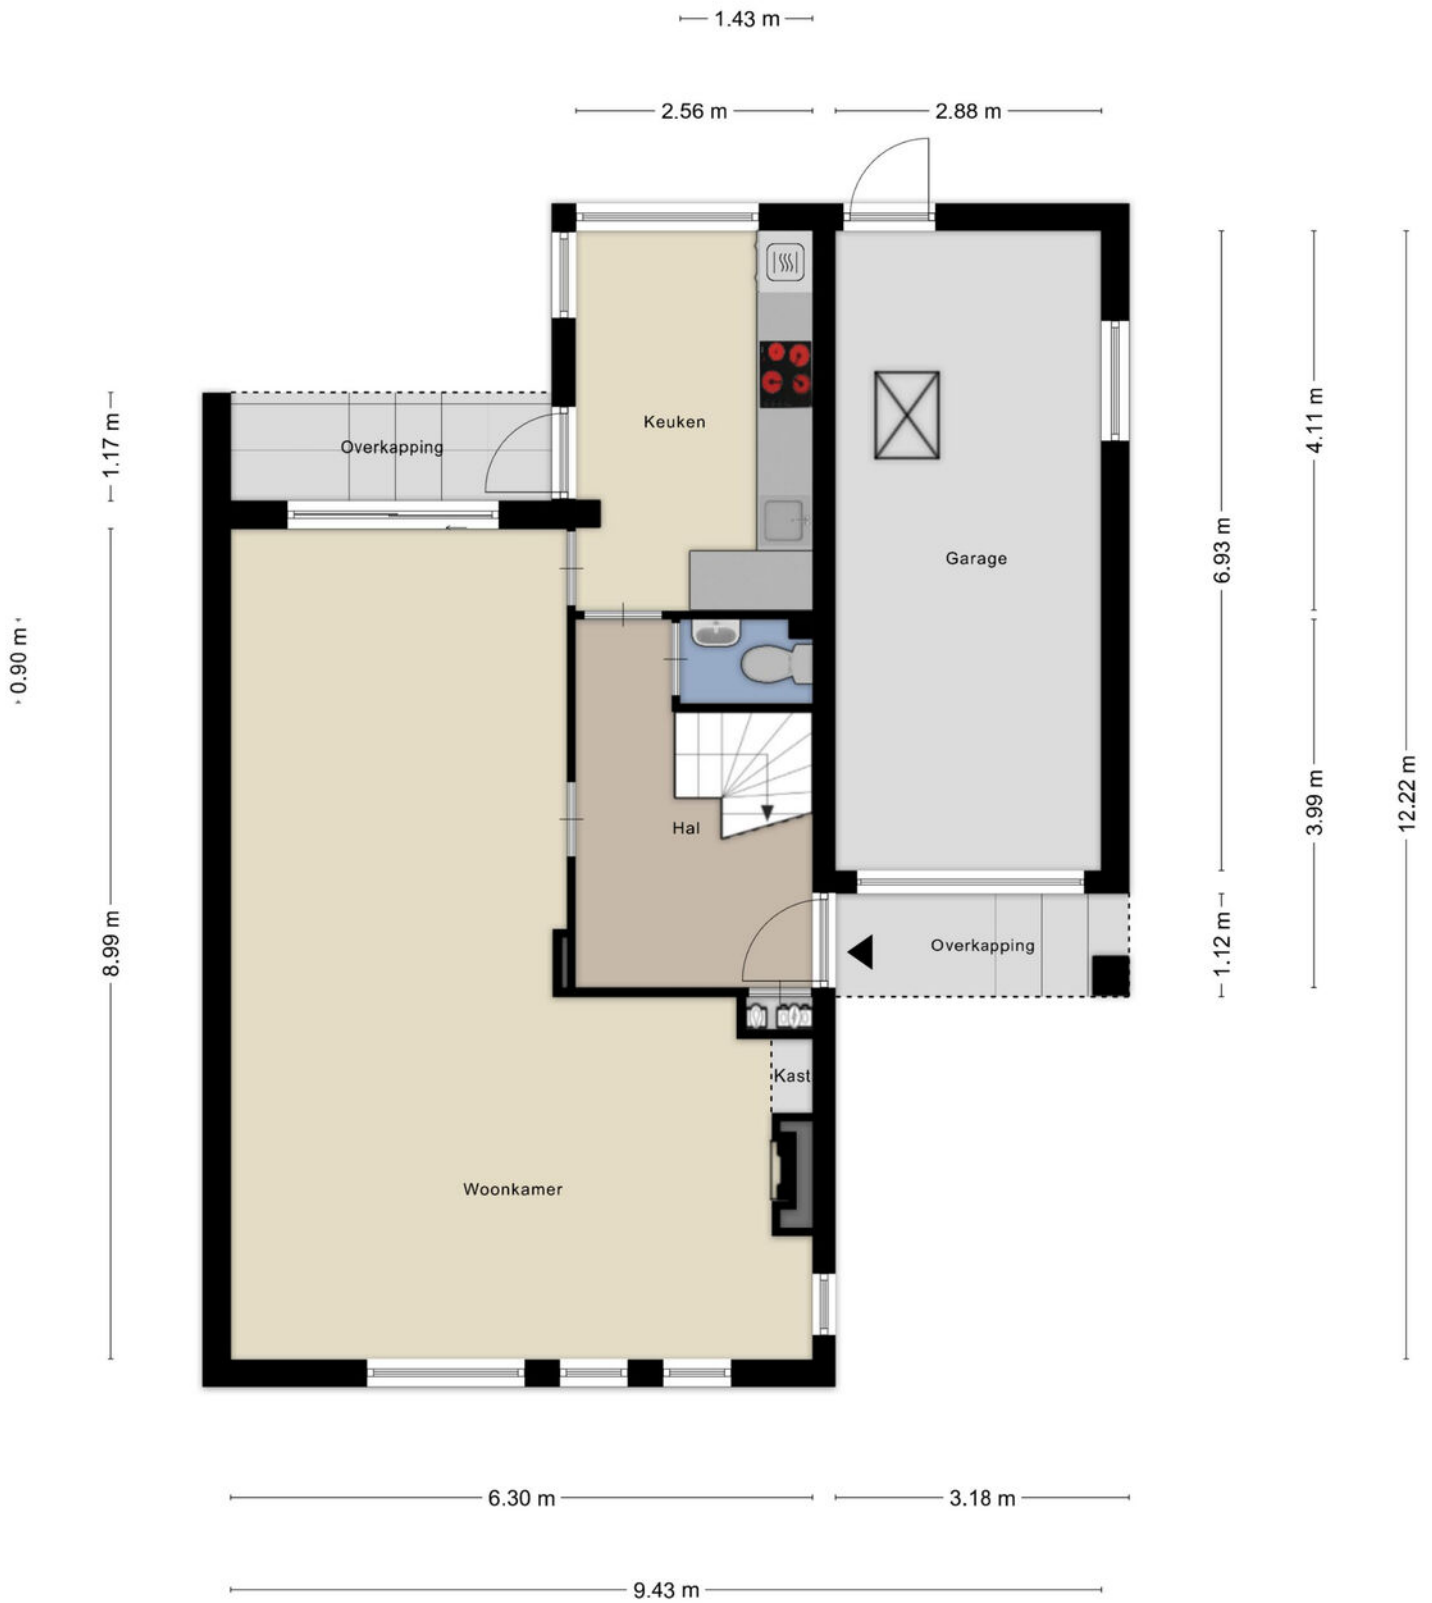 1.43 m
2.56 m
2.88 m
Keuken
Overkapping
1.17 m
4.11 m
6.93 m
Garage
0.90 m
12.22 m
3.99 m
Hal
8.99 m
Overkapping
1.12 m
Kast
Woonkamer
6.30 m
3.18 m
9.43 m